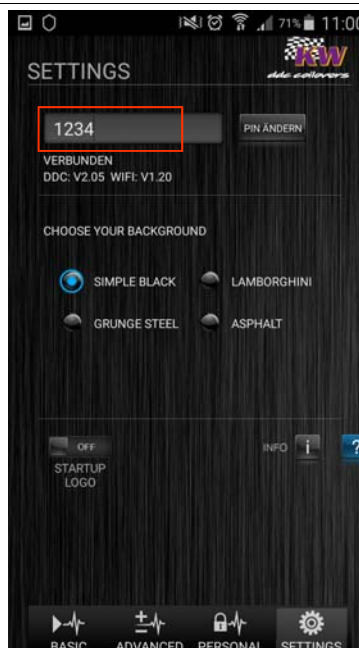 71% 11:00
SETTINGS
KW
ddc coilovers
1234
PIN ÄNDERN
VERBUNDEN
DDC: V2.05 WIFI: V1.20
CHOOSE YOUR BACKGROUND
SIMPLE BLACK LAMBORGHINI
GRUNGE STEEL ASPHALT
OFF
INFO i ?
STARTUP
LOGO
BASIC ADVANCED PERSONAL SETTINGS